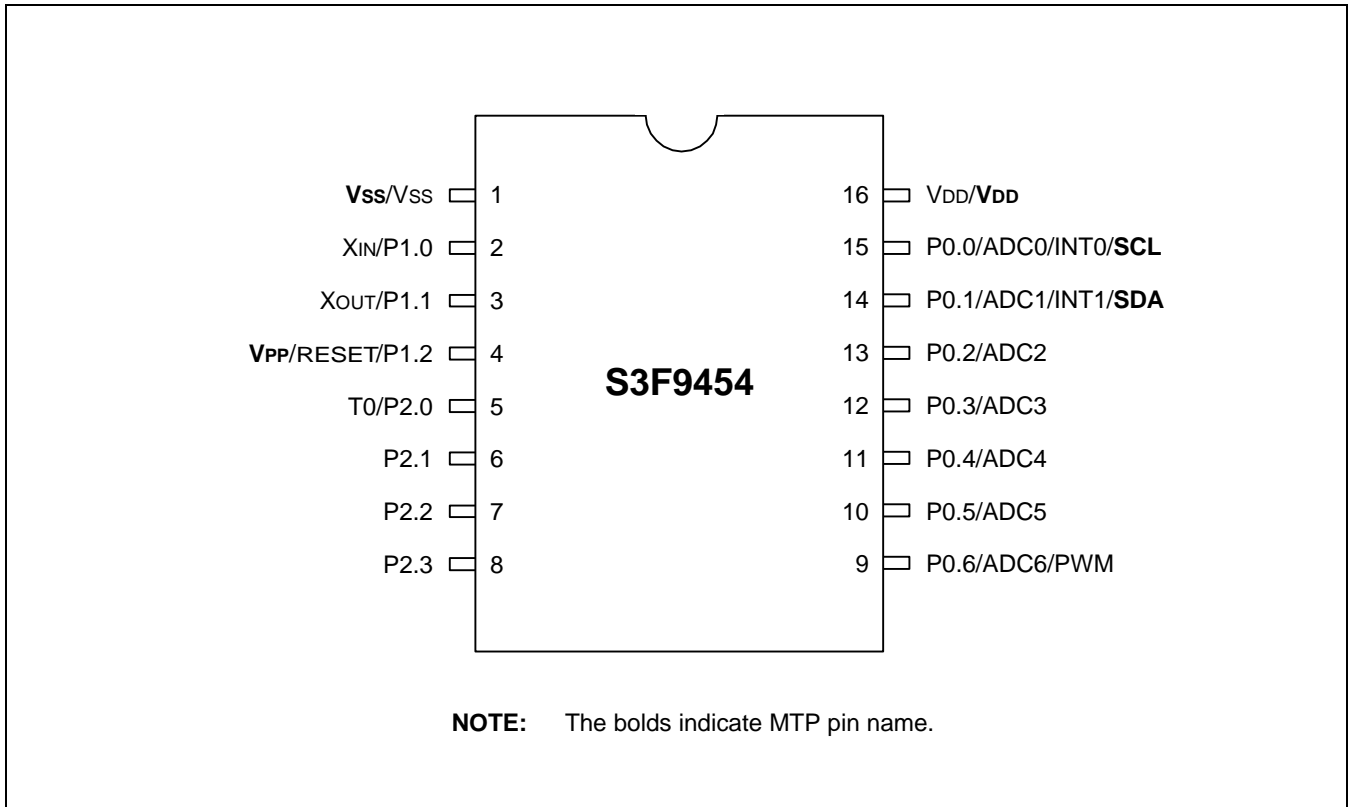 Vss/Vss 1 16 VDD/VDD
XIN/P1.0 2 15 P0.0/ADC0/INT0/SCL
XOUT/P1.1 3 14 P0.1/ADC1/INT1/SDA
VPP/RESET/P1.2 4 13 P0.2/ADC2
S3F9454
T0/P2.0 5 12 P0.3/ADC3
P2.1 6 11 P0.4/ADC4
P2.2 7 10 P0.5/ADC5
P2.3 8 9 P0.6/ADC6/PWM
NOTE: The bolds indicate MTP pin name.